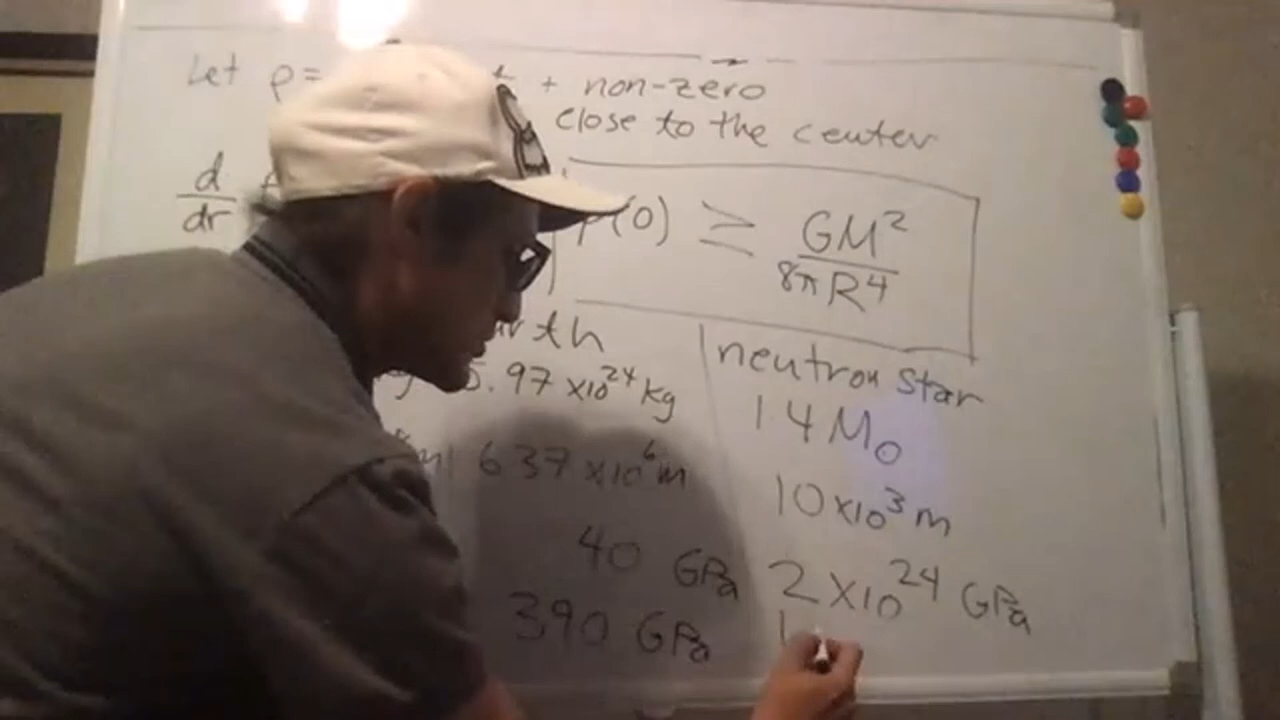 Let ρ = + non-zero
close to the center
d/dr
P(0) ≥ GM²/8πR⁴
neutron star
5.97 x10²⁴ kg 1.4 M⊙
6.37 x10⁶ m 10 x10³ m
40 GPa 2 x10²⁴ GPa
390 GPa 1